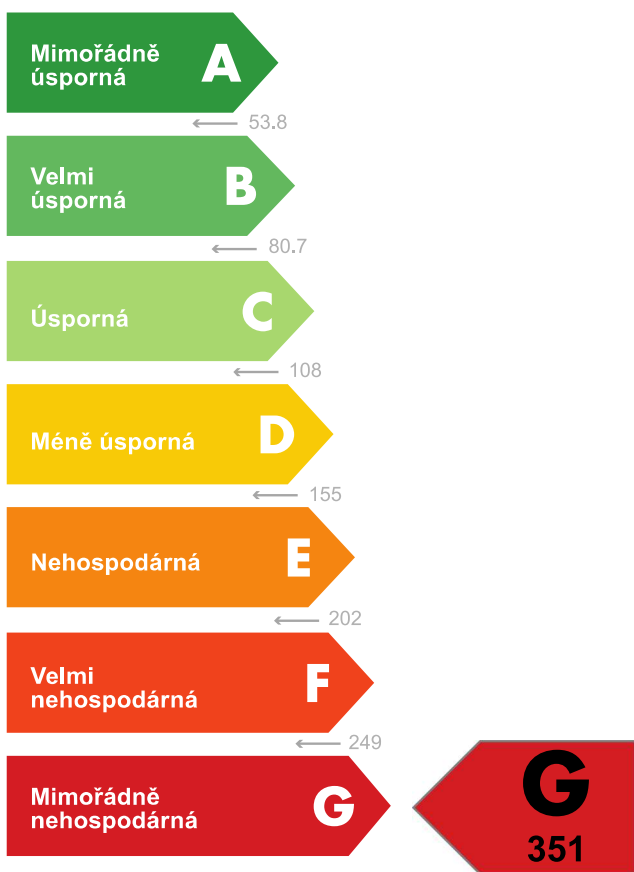 Mimořádně
úsporná
A
53.8
Velmi
úsporná
B
80.7
Úsporná
C
108
Méně úsporná
D
155
Nehospodárná
E
202
Velmi
nehospodárná
F
249
Mimořádně
nehospodárná
G
G
351